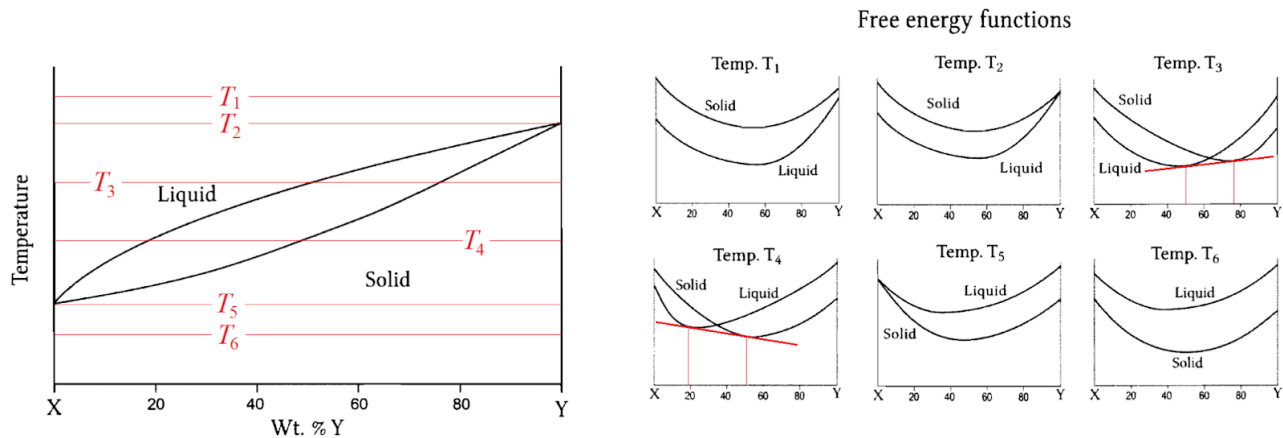 Free energy functions
T1
T2
T3
Liquid
T4
Solid
T5
T6
Temperature
X
20
40
60
80
Y
Wt. % Y
Temp. T1
Solid
Liquid
X
20
40
60
80
Y
Temp. T2
Solid
Liquid
X
20
40
60
80
Y
Temp. T3
Solid
Liquid
X
20
40
60
80
Y
Temp. T4
Solid
Liquid
X
20
40
60
80
Y
Temp. T5
Liquid
Solid
X
20
40
60
80
Y
Temp. T6
Liquid
Solid
X
20
40
60
80
Y